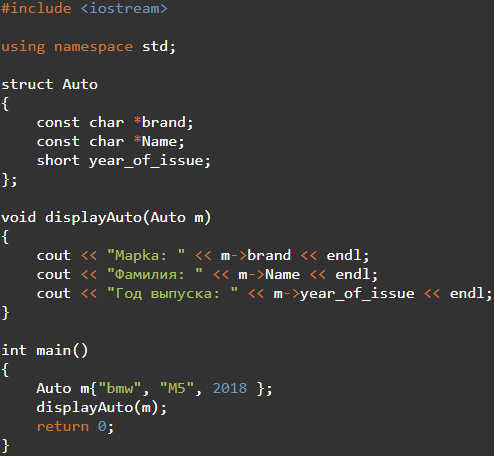 #include <iostream>
using namespace std;
struct Auto
{
    const char *brand;
    const char *Name;
    short year_of_issue;
};
void displayAuto(Auto m)
{
    cout << "Марка: " << m->brand << endl;
    cout << "Фамилия: " << m->Name << endl;
    cout << "Год выпуска: " << m->year_of_issue << endl;
}
int main()
{
    Auto m{"bmw", "M5", 2018 };
    displayAuto(m);
    return 0;
}